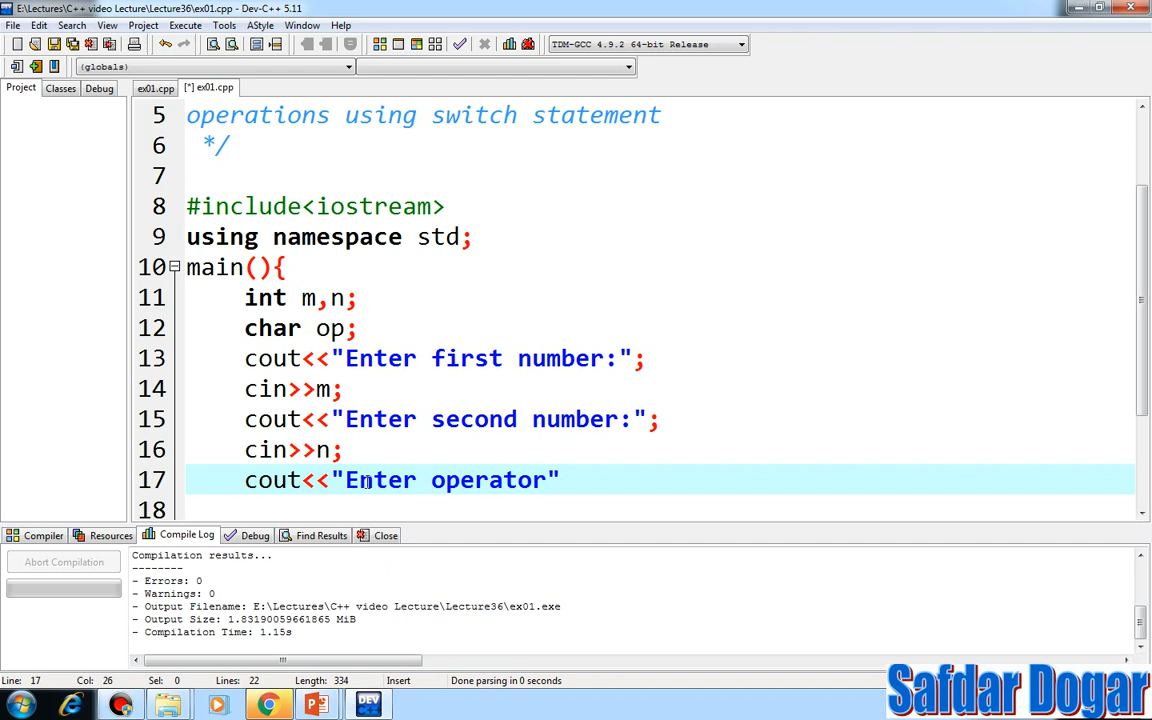 E:\Lectures\C++ video Lecture\Lecture36\ex01.cpp - Dev-C++ 5.11
File Edit Search View Project Execute Tools AStyle Window Help
TDM-GCC 4.9.2 64-bit Release
(globals)
Project Classes Debug ex01.cpp [*] ex01.cpp
5 operations using switch statement
6 */
7
8 #include<iostream>
9 using namespace std;
10 main(){
11 int m,n;
12 char op;
13 cout<<"Enter first number:";
14 cin>>m;
15 cout<<"Enter second number:";
16 cin>>n;
17 cout<<"Enter operator"
18
Compiler Resources Compile Log Debug Find Results Close
Abort Compilation
Compilation results...
--------
- Errors: 0
- Warnings: 0
- Output Filename: E:\Lectures\C++ video Lecture\Lecture36\ex01.exe
- Output Size: 1.83190059661865 MiB
- Compilation Time: 1.15s
Line: 17 Col: 26 Sel: 0 Lines: 22 Length: 334 Insert Done parsing in 0 seconds
DEV
Safdar Dogar